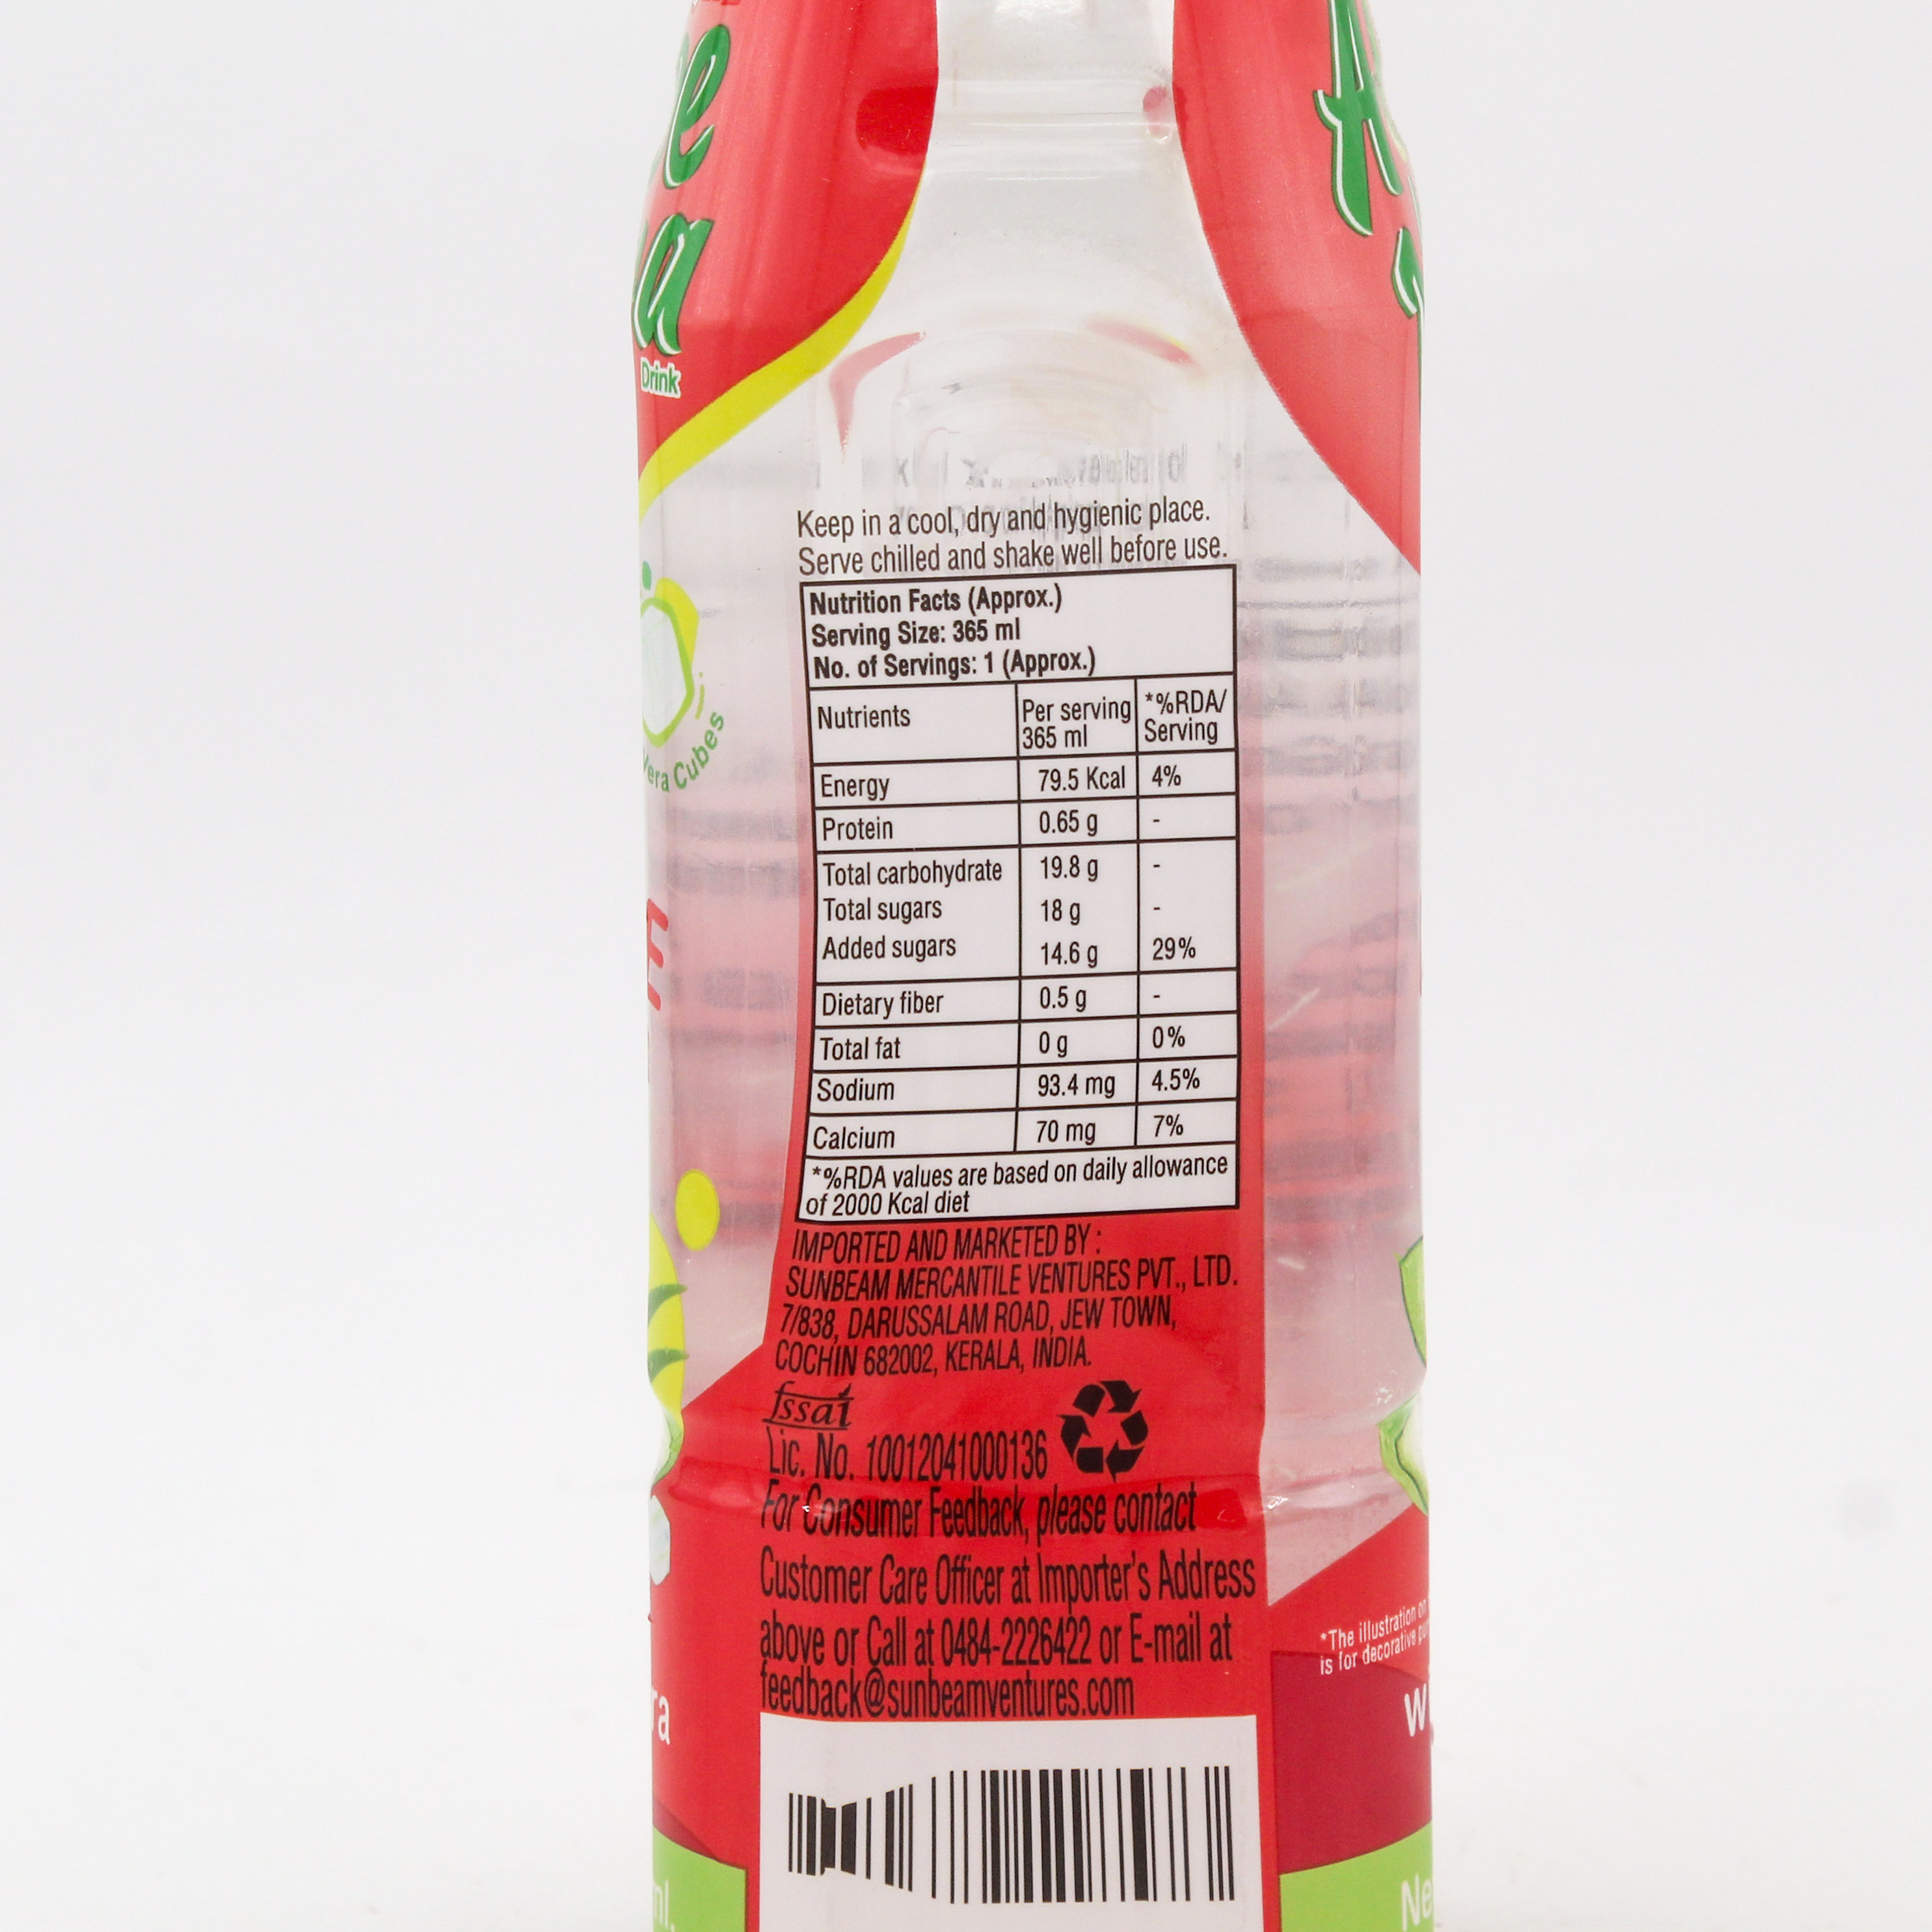 Drink
Vera Cubes
Keep in a cool, dry and hygienic place.
Serve chilled and shake well before use.
Nutrition Facts (Approx.)
Serving Size: 365 ml
No. of Servings: 1 (Approx.)
Nutrients Per serving 365 ml *%RDA/ Serving
Energy 79.5 Kcal 4%
Protein 0.65 g -
Total carbohydrate 19.8 g -
Total sugars 18 g -
Added sugars 14.6 g 29%
Dietary fiber 0.5 g -
Total fat 0 g 0%
Sodium 93.4 mg 4.5%
Calcium 70 mg 7%
*%RDA values are based on daily allowance
of 2000 Kcal diet
IMPORTED AND MARKETED BY :
SUNBEAM MERCANTILE VENTURES PVT., LTD.
7/838, DARUSSALAM ROAD, JEW TOWN,
COCHIN 682002, KERALA, INDIA.
fssai
Lic. No. 10012041000136
For Consumer Feedback, please contact
Customer Care Officer at Importer's Address
above or Call at 0484-2226422 or E-mail at
feedback@sunbeamventures.com
*The illustration on
is for decorative